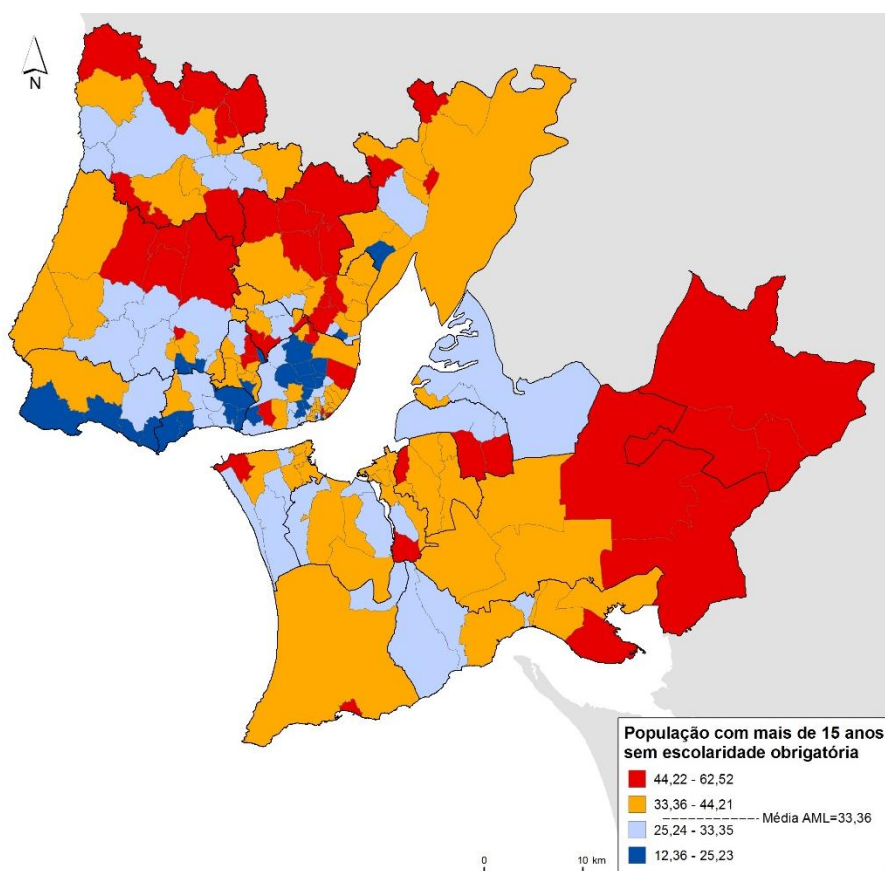 N
População com mais de 15 anos
sem escolaridade obrigatória
44,22 - 62,52
33,36 - 44,21
Média AML=33,36
25,24 - 33,35
12,36 - 25,23
0 10 km